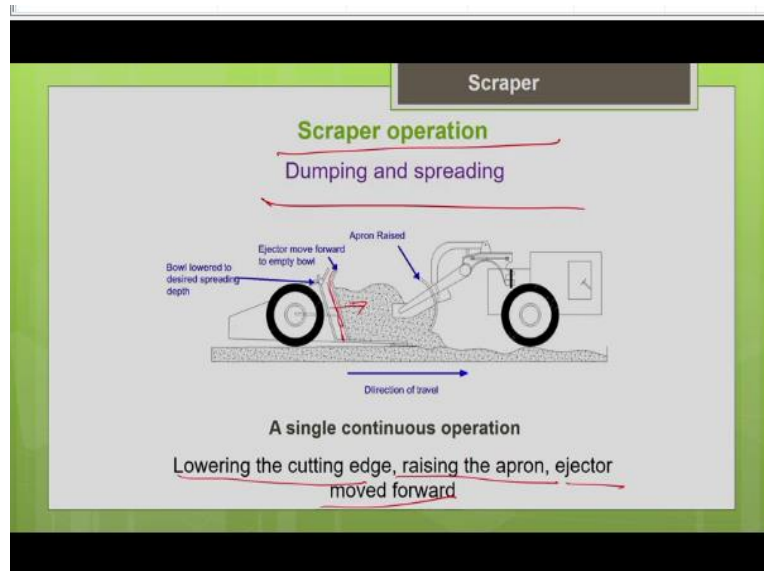 Scraper
Scraper operation
Dumping and spreading
Apron Raised
Ejector move forward
to empty bowl
Bowl lowered to
desired spreading
depth
Direction of travel
A single continuous operation
Lowering the cutting edge, raising the apron, ejector
moved forward